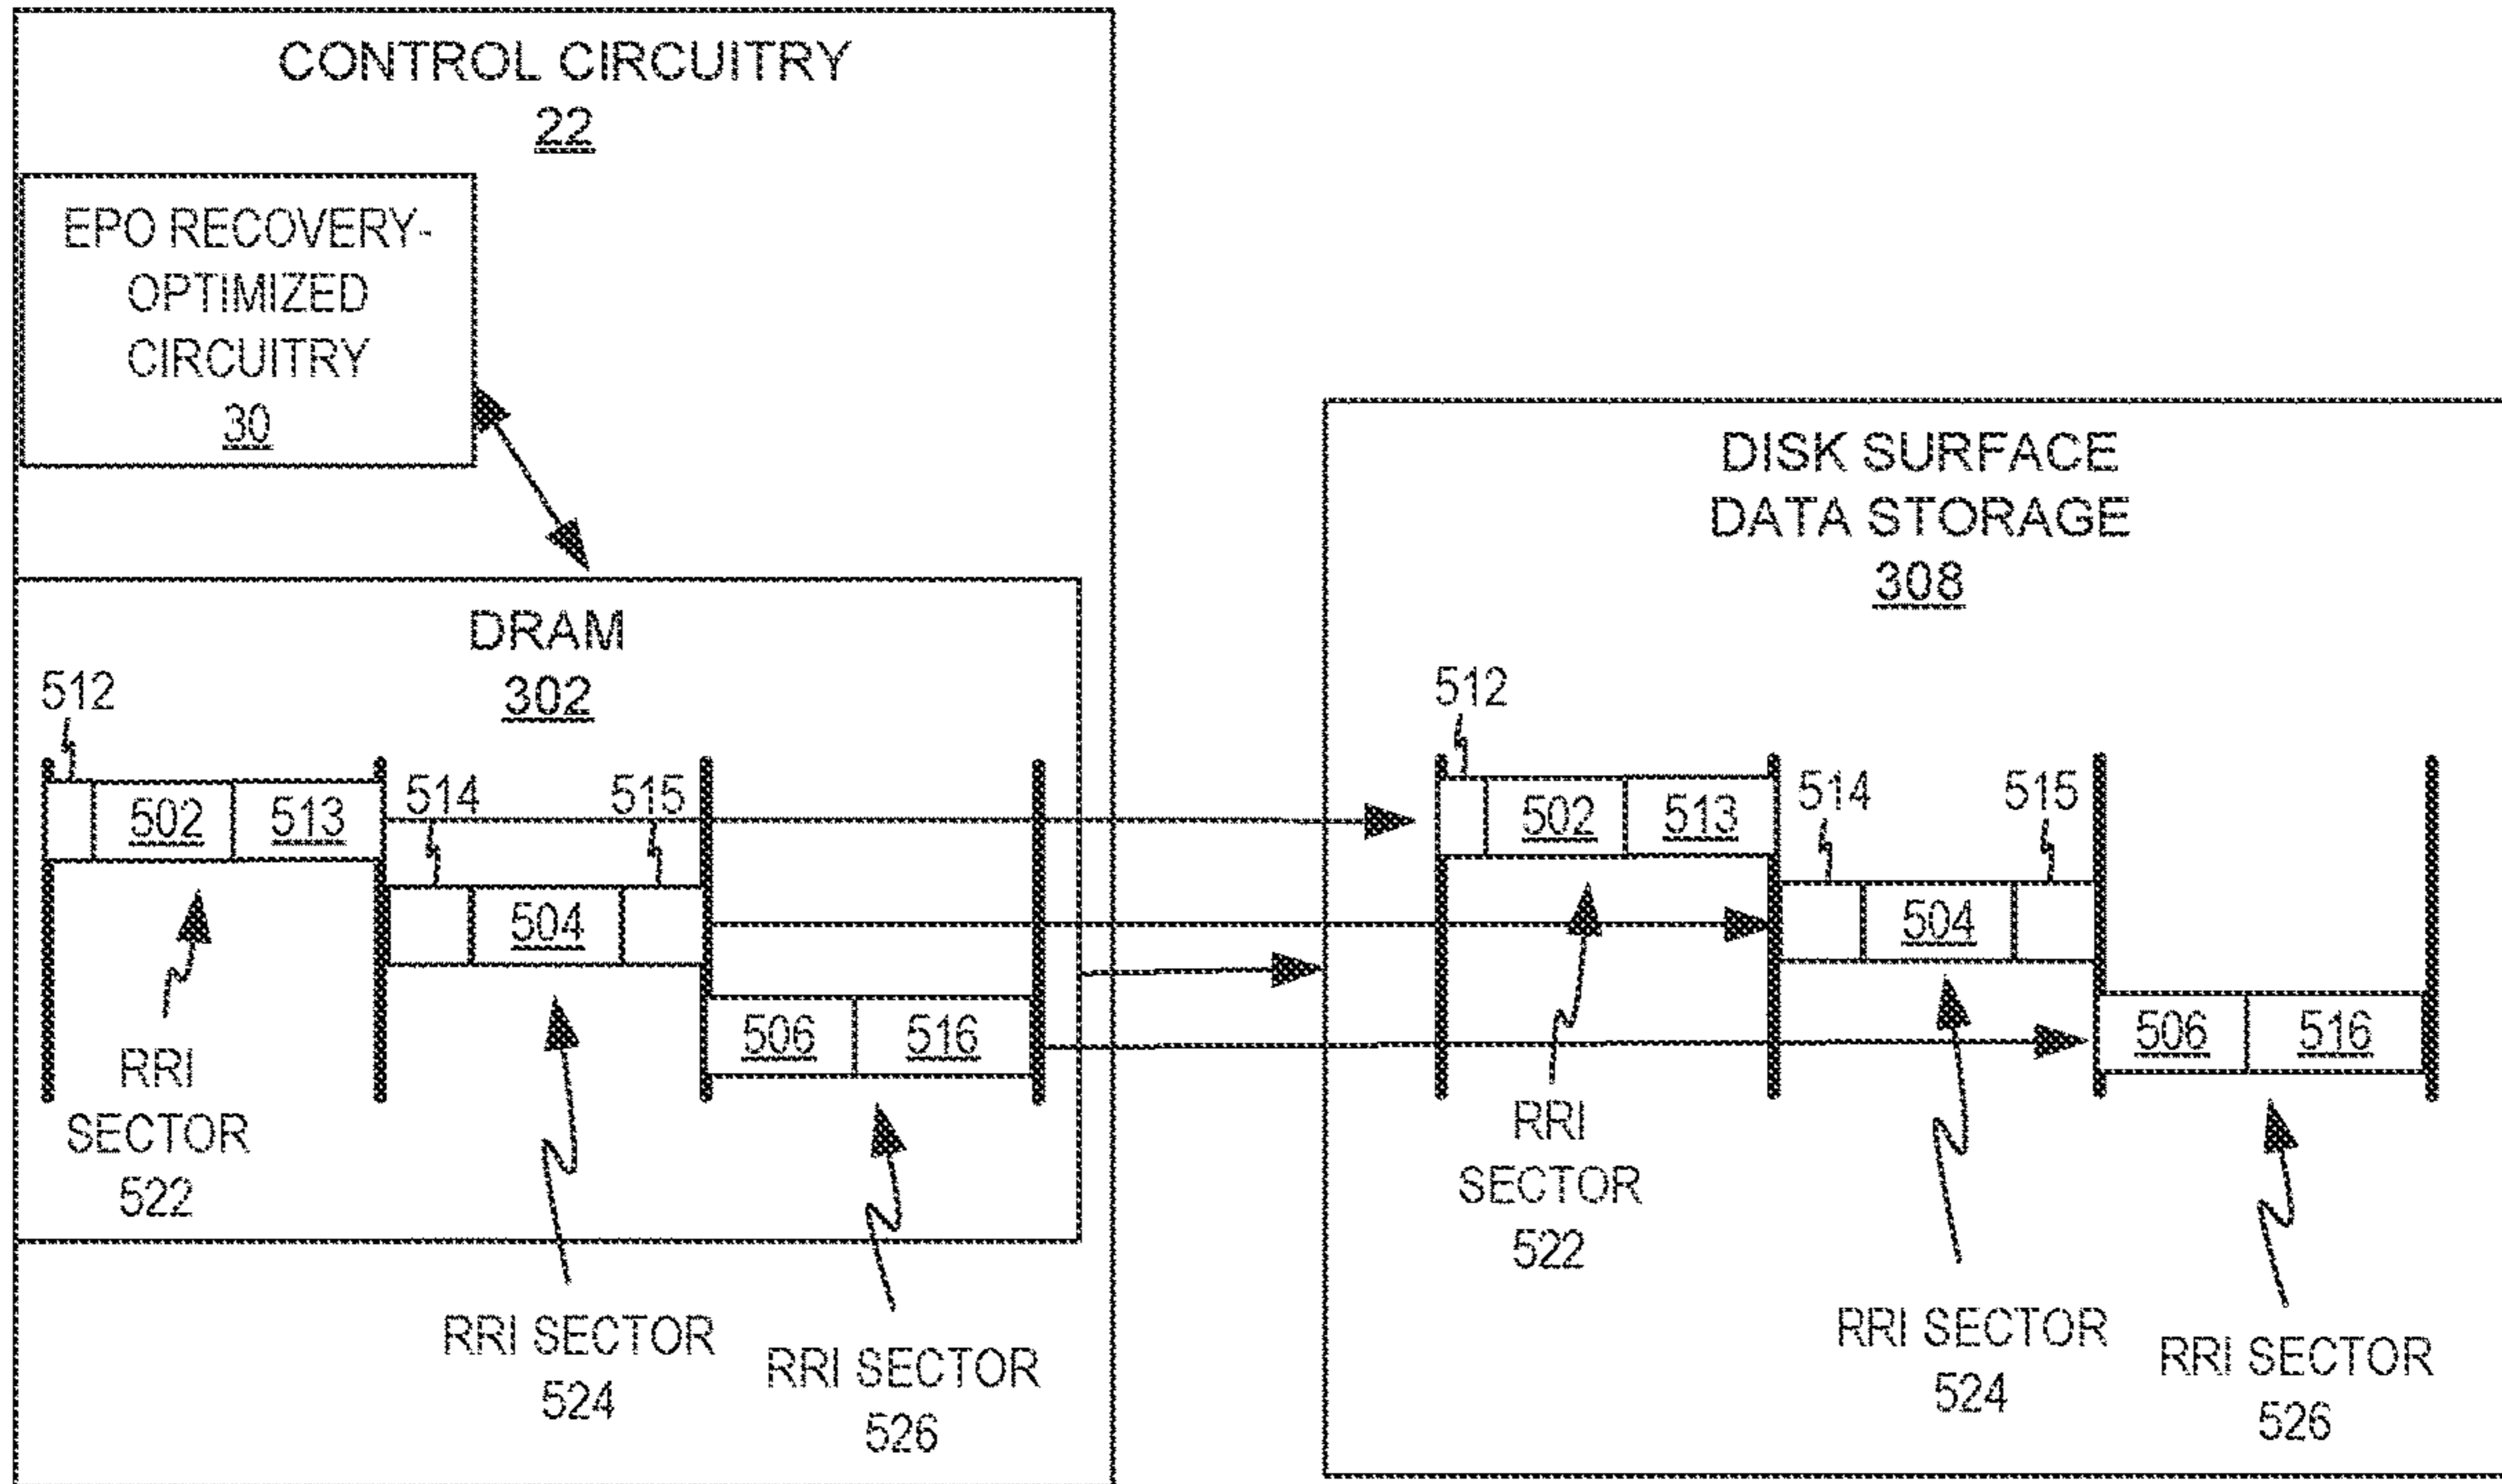 CONTROL CIRCUITRY
22
EPO RECOVERY-
OPTIMIZED
CIRCUITRY
30
DRAM
302
512
502
513
514
515
504
506
516
RRI
SECTOR
522
RRI SECTOR
524
RRI SECTOR
526
DISK SURFACE
DATA STORAGE
308
512
502
513
514
515
504
506
516
RRI
SECTOR
522
RRI SECTOR
524
RRI SECTOR
526